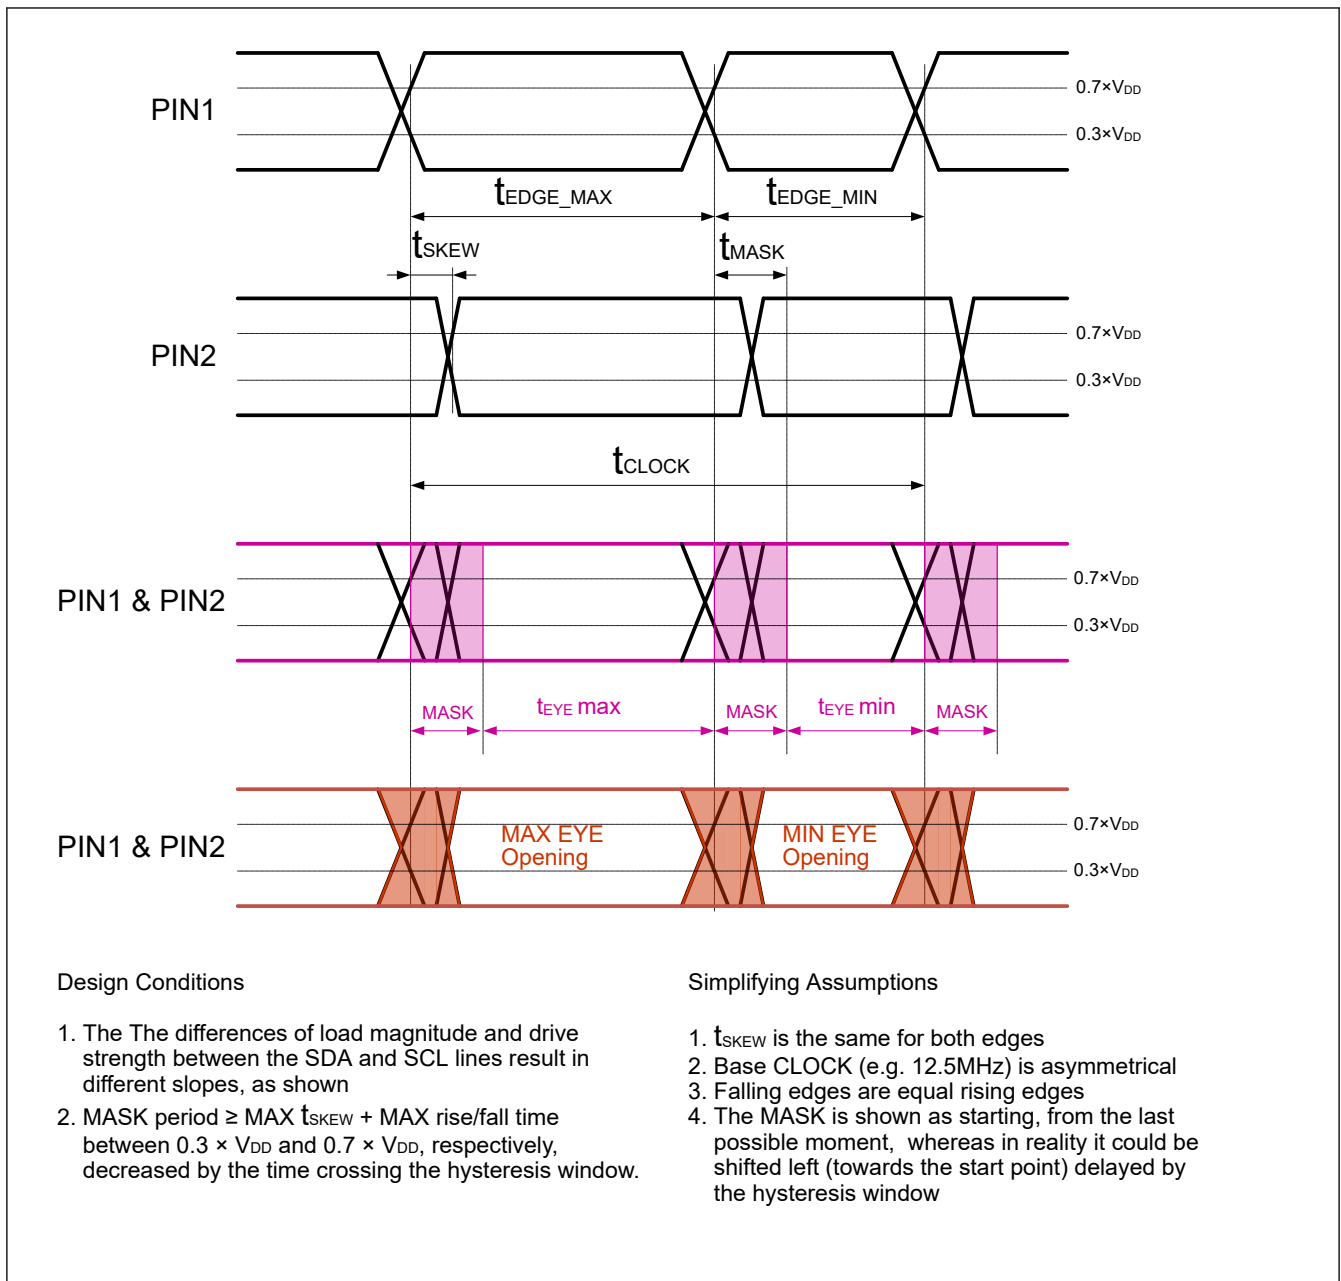 0.7×VDD
PIN1
0.3×VDD
tEDGE_MAX
tEDGE_MIN
tSKEW
tMASK
0.7×VDD
PIN2
0.3×VDD
tCLOCK
0.7×VDD
PIN1 & PIN2
0.3×VDD
MASK
tEYE max
MASK
tEYE min
MASK
0.7×VDD
PIN1 & PIN2
MAX EYE
Opening
MIN EYE
Opening
0.3×VDD
Design Conditions
1. The The differences of load magnitude and drive
strength between the SDA and SCL lines result in
different slopes, as shown
2. MASK period ≥ MAX tSKEW + MAX rise/fall time
between 0.3 × VDD and 0.7 × VDD, respectively,
decreased by the time crossing the hysteresis window.
Simplifying Assumptions
1. tSKEW is the same for both edges
2. Base CLOCK (e.g. 12.5MHz) is asymmetrical
3. Falling edges are equal rising edges
4. The MASK is shown as starting, from the last
possible moment, whereas in reality it could be
shifted left (towards the start point) delayed by
the hysteresis window